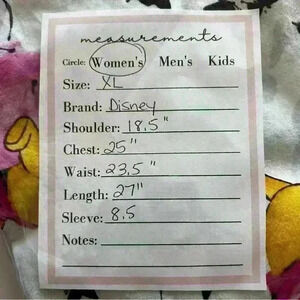 measurements
Circle: Women's Men's Kids
Size: XL
Brand: Disney
Shoulder: 18.5"
Chest: 25"
Waist: 23.5"
Length: 27"
Sleeve: 8.5
Notes: